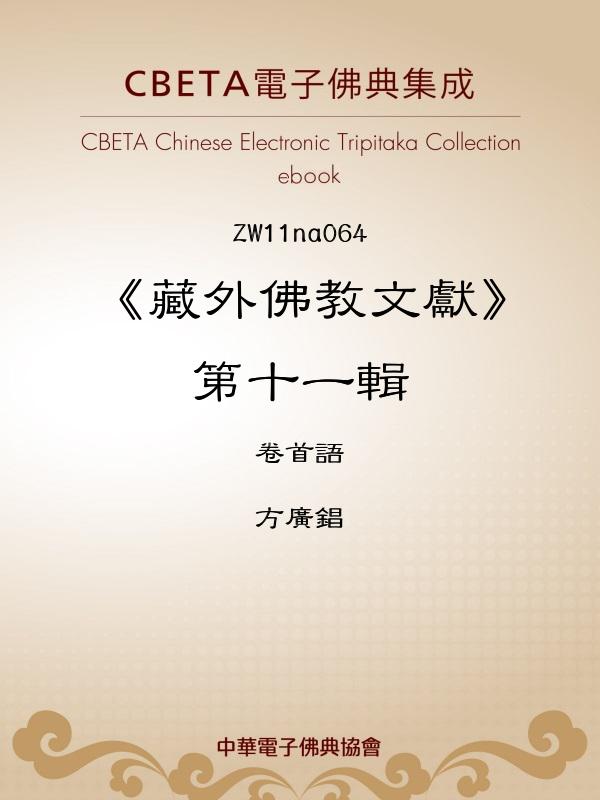 CBETA電子佛典集成
CBETA Chinese Electronic Tripitaka Collection
ebook
ZW11na064
《藏外佛教文獻》
第十一輯
卷首語
方廣錩
中華電子佛典協會